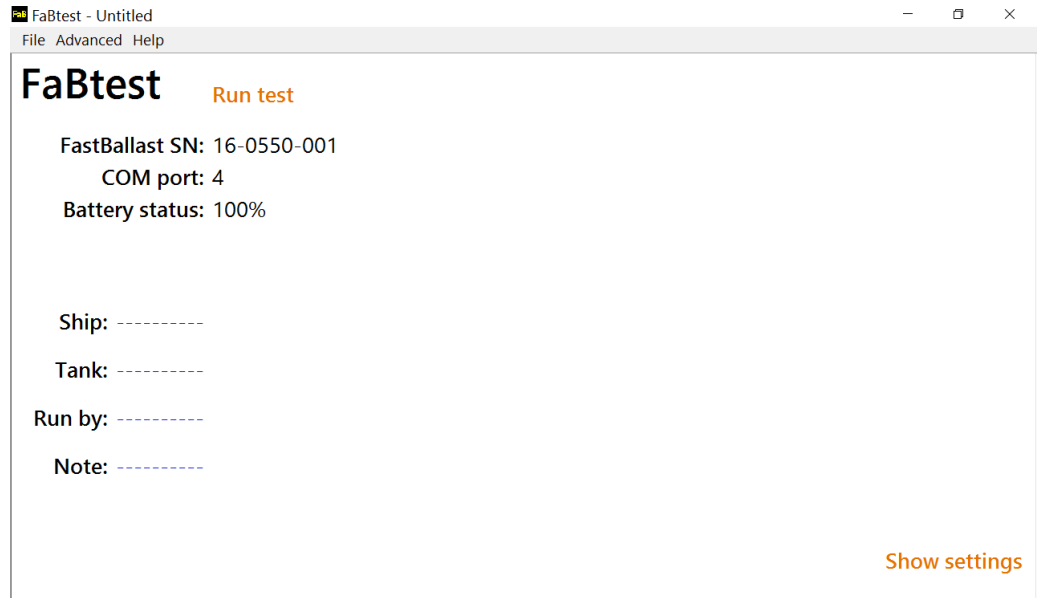 FaB FaBtest - Untitled
File Advanced Help
FaBtest Run test
FastBallast SN: 16-0550-001
COM port: 4
Battery status: 100%
Ship: ----------
Tank: ----------
Run by: ----------
Note: ----------
Show settings